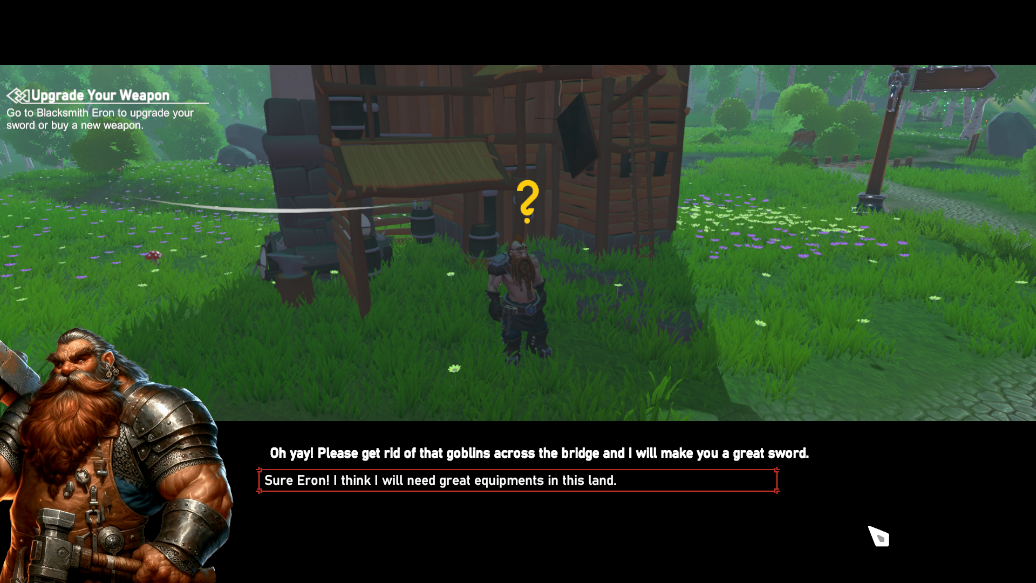 Upgrade Your Weapon
Go to Blacksmith Eron to upgrade your
sword or buy a new weapon.
?
Oh yay! Please get rid of that goblins across the bridge and I will make you a great sword.
Sure Eron! I think I will need great equipments in this land.